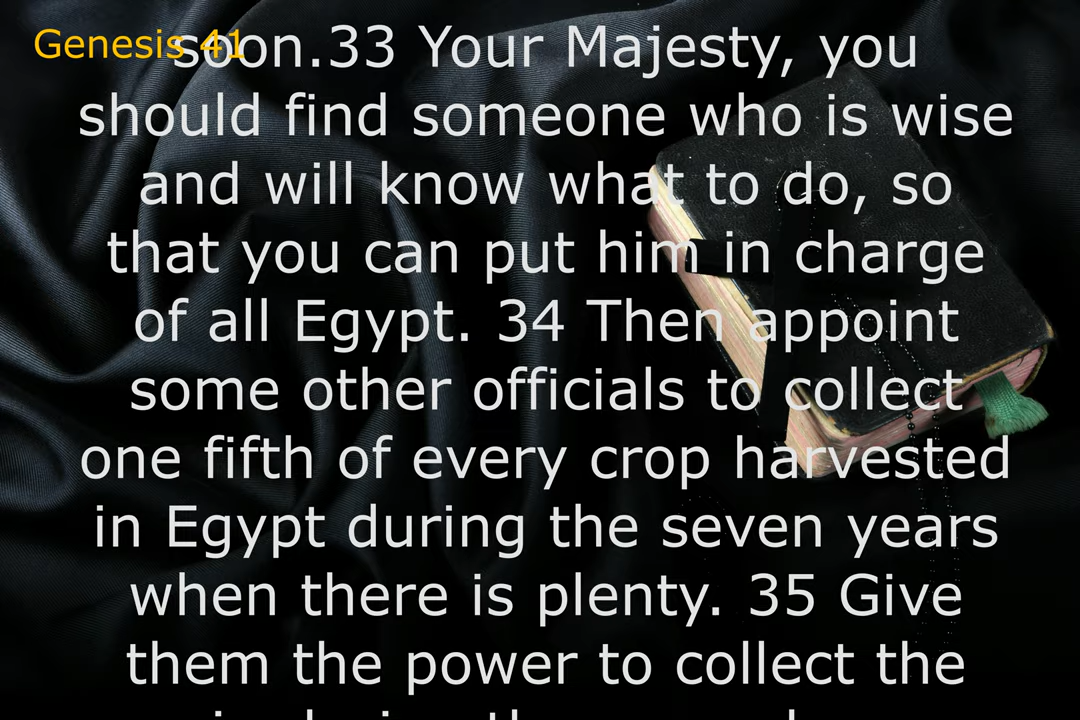 Genesis 41
soon.33 Your Majesty, you
should find someone who is wise
and will know what to do, so
that you can put him in charge
of all Egypt. 34 Then appoint
some other officials to collect
one fifth of every crop harvested
in Egypt during the seven years
when there is plenty. 35 Give
them the power to collect the